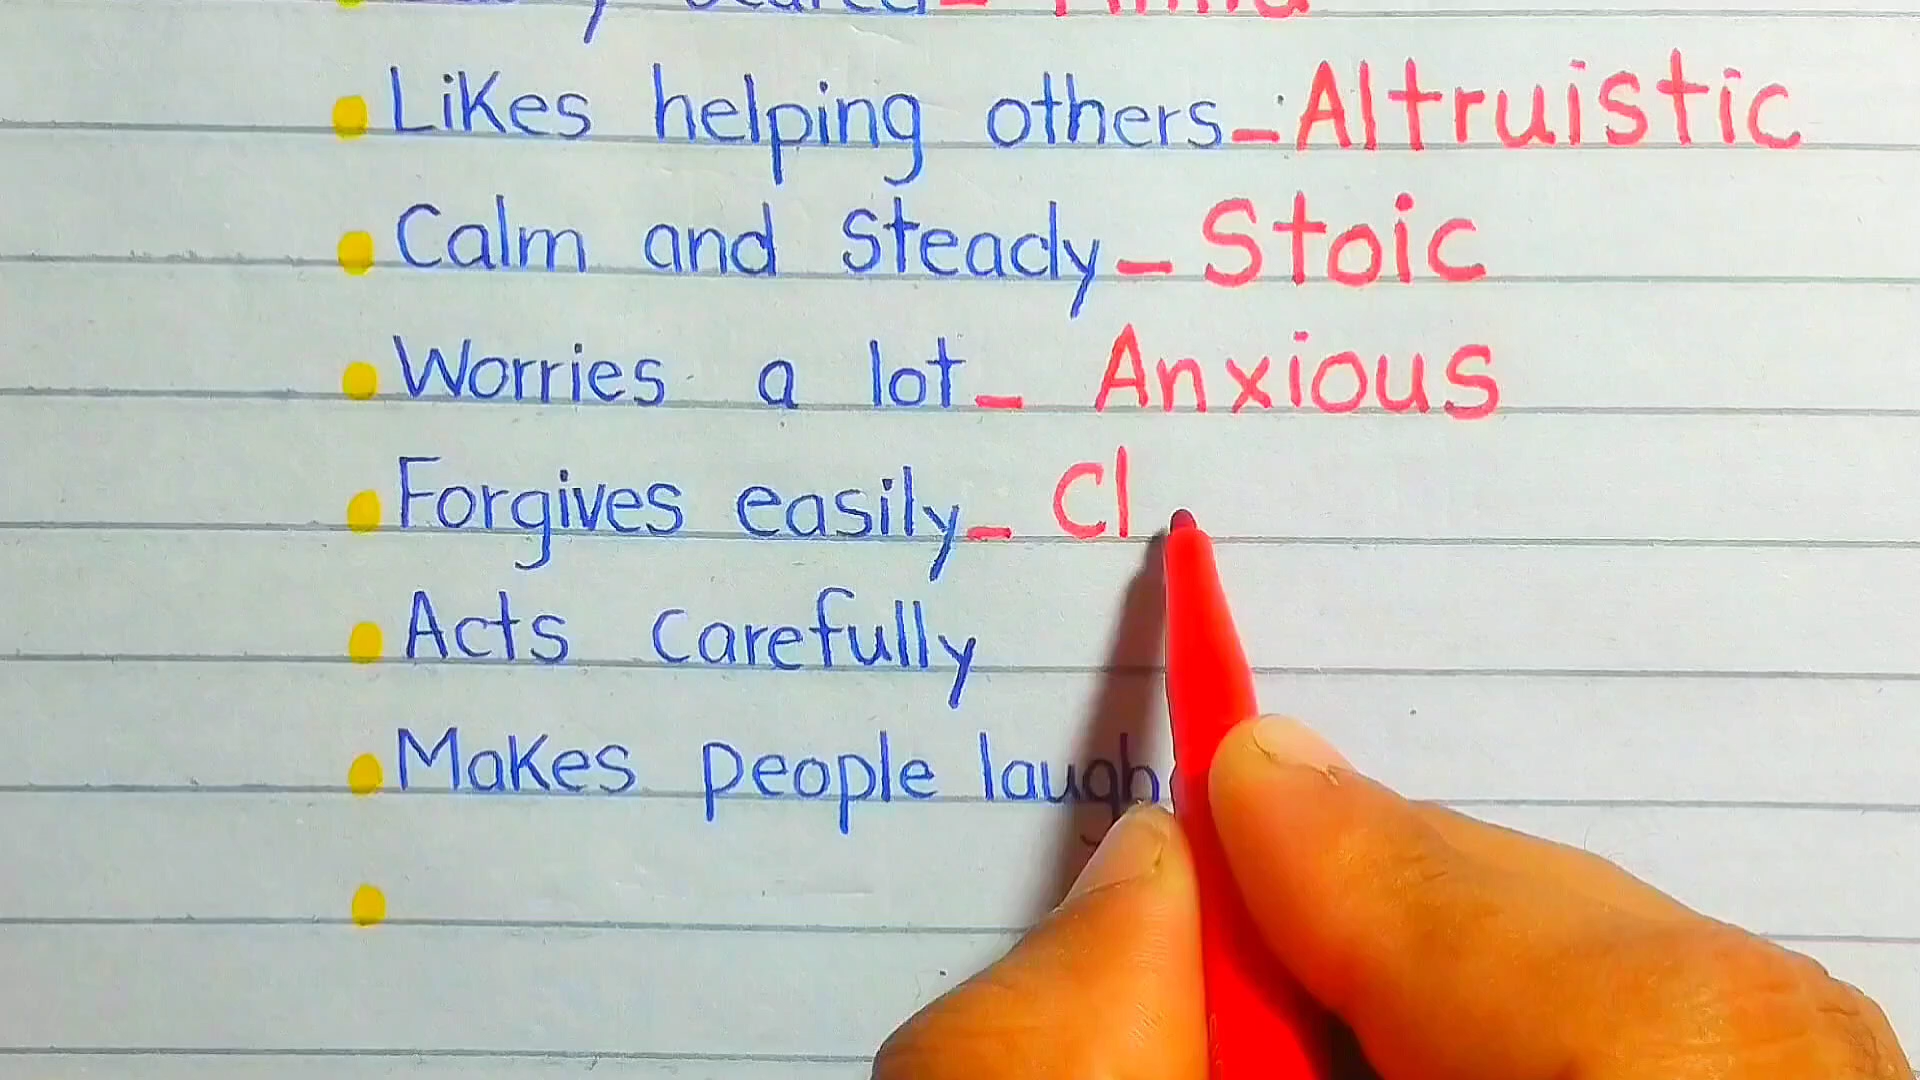 Likes helping others - Altruistic
Calm and steady - Stoic
Worries a lot - Anxious
Forgives easily - Cl
Acts carefully
Makes people laugh